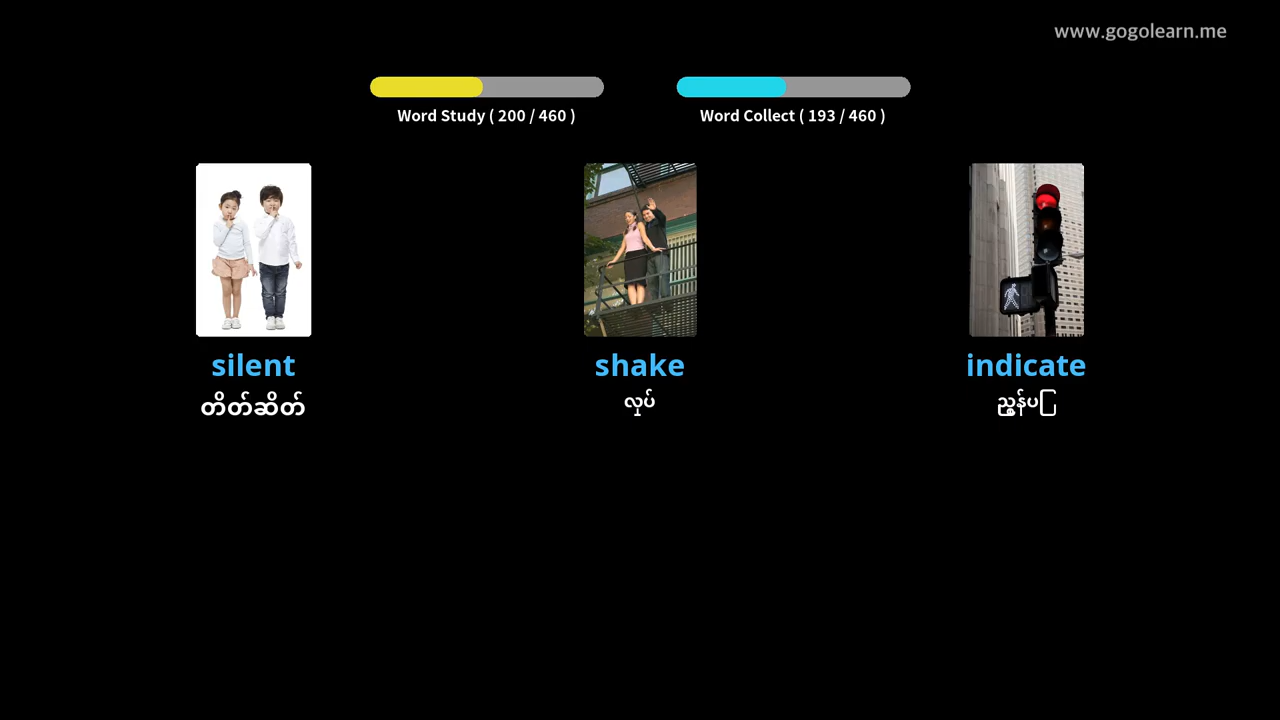 www.gogolearn.me
Word Study ( 200 / 460 )
Word Collect ( 193 / 460 )
silent
shake
indicate
တိတ်ဆိတ်
လှုပ်
ညွှန်ပြ